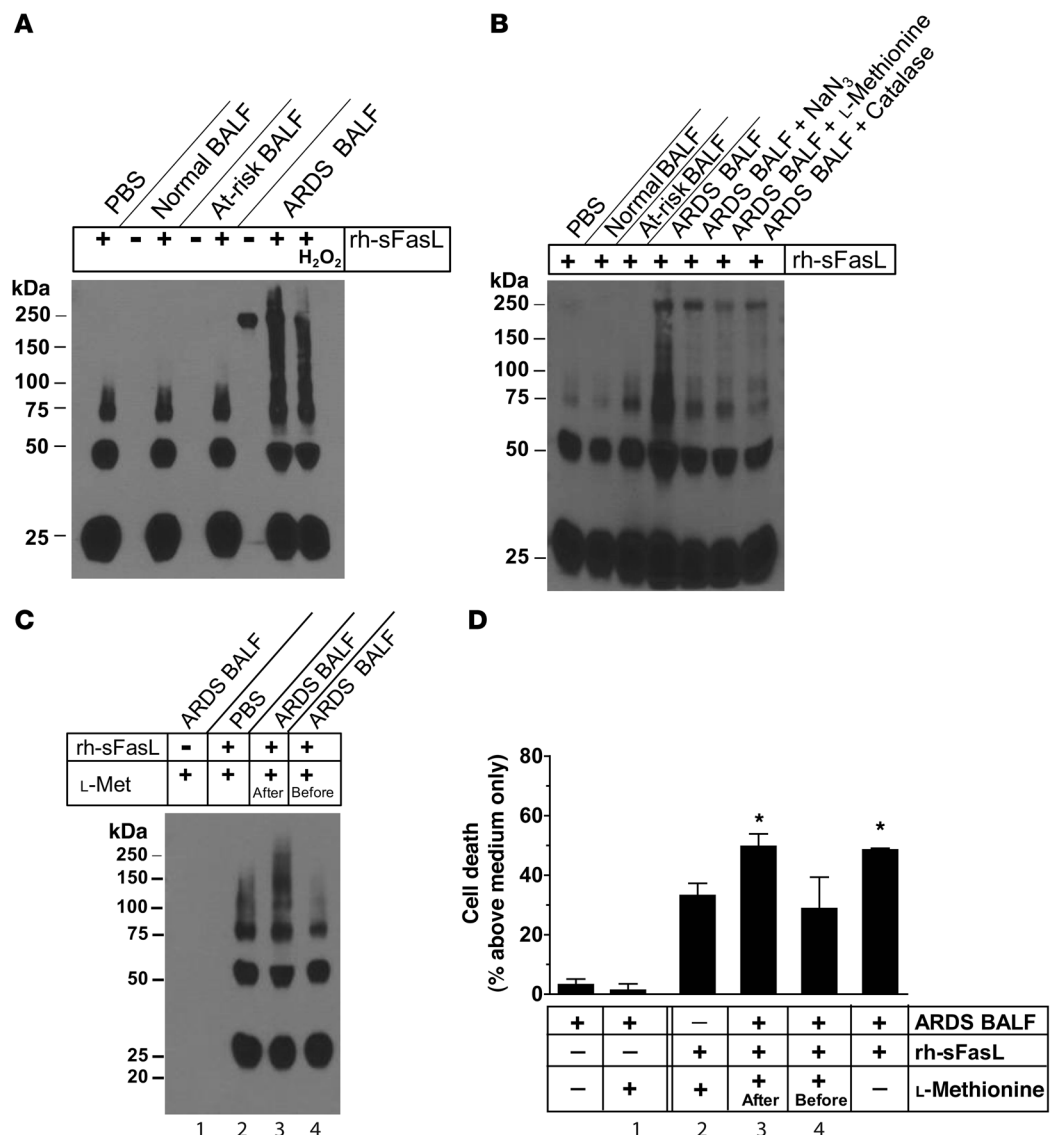 A
PBS
Normal BALF
At-risk BALF
ARDS  BALF
+ - + - + - + + rh-sFasL
H2O2
kDa
250
150
100
75
50
25
B
PBS
Normal BALF
At-risk BALF
ARDS  BALF
ARDS  BALF + NaN3
ARDS  BALF + L-Methionine
ARDS  BALF + Catalase
+ + + + + + + rh-sFasL
kDa
250
150
100
75
50
25
C
ARDS BALF
PBS
ARDS BALF
ARDS  BALF
rh-sFasL - + + +
L-Met + + + +
After Before
kDa
250
150
100
75
50
25
20
1 2 3 4
D
Cell death
(% above medium only)
80
60
40
20
0
* *
+ + – + + + ARDS BALF
– – + + + + rh-sFasL
– + + + + – L-Methionine
After Before
1 2 3 4